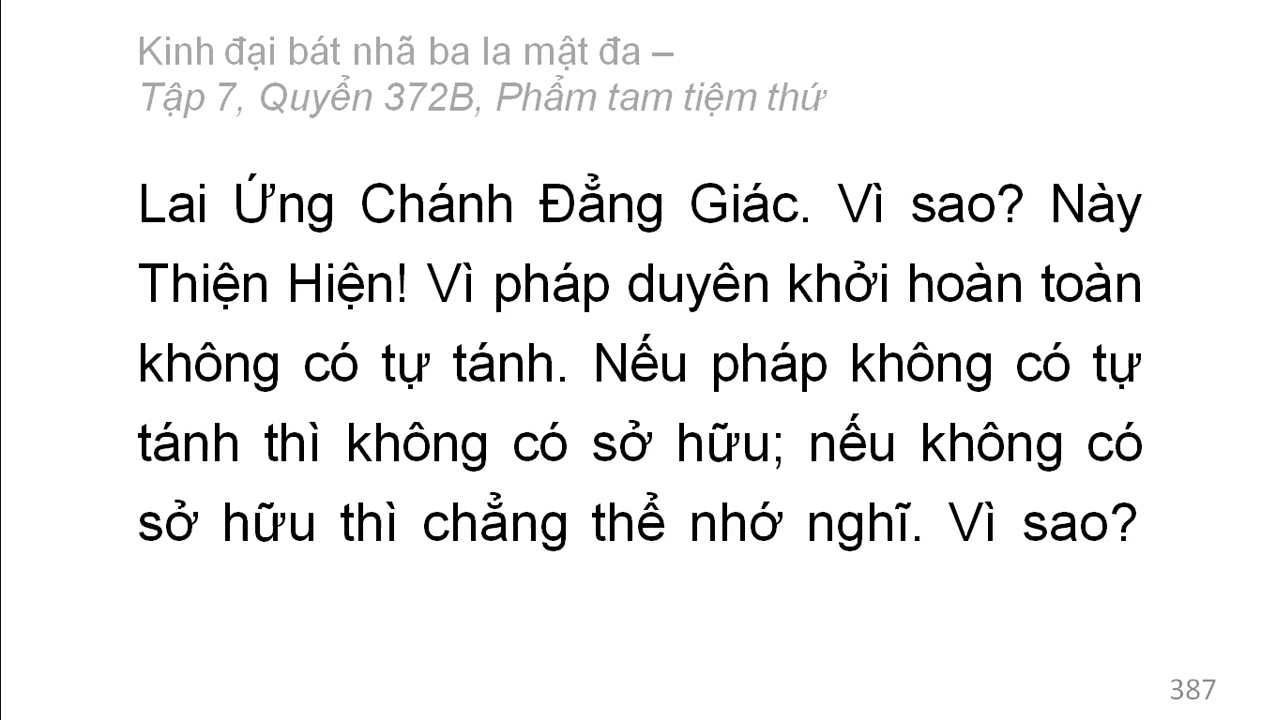 Kinh đại bát nhã ba la mật đa –
Tập 7, Quyển 372B, Phẩm tam tiệm thứ
Lai Ứng Chánh Đẳng Giác. Vì sao? Này
Thiện Hiện! Vì pháp duyên khởi hoàn toàn
không có tự tánh. Nếu pháp không có tự
tánh thì không có sở hữu; nếu không có
sở hữu thì chẳng thể nhớ nghĩ. Vì sao?
387